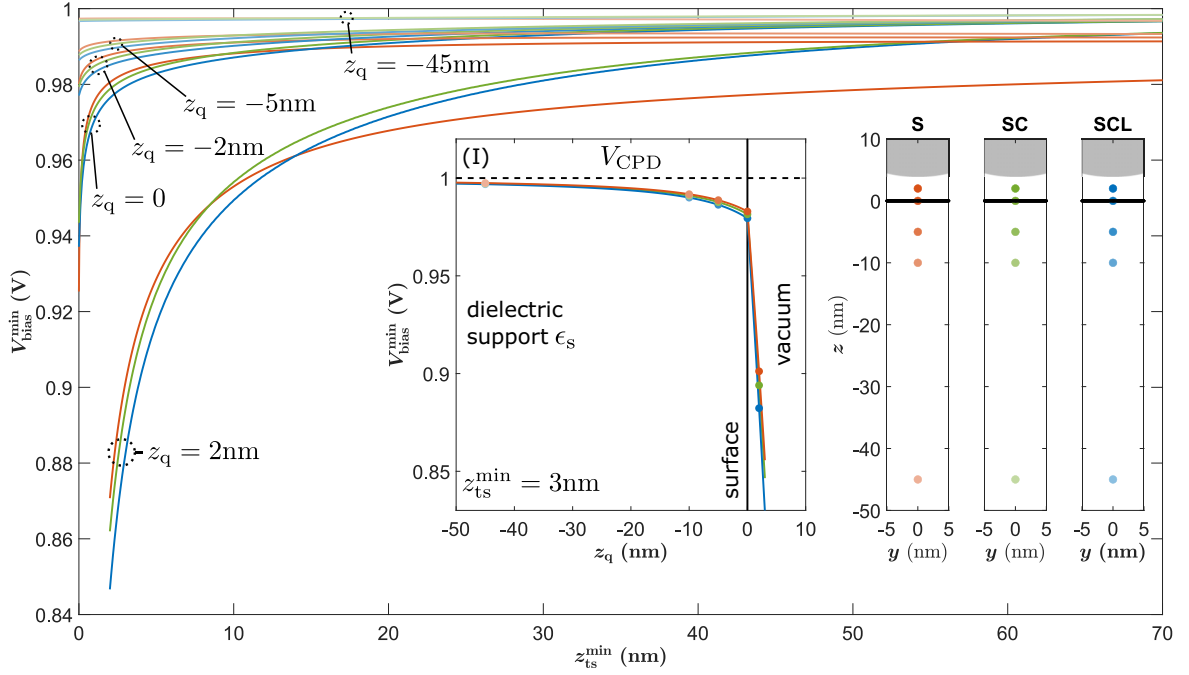 1
0.98
0.96
0.94
0.92
0.9
0.88
0.86
0.84
V_bias^min (V)
0
10
20
30
40
50
60
70
z_ts^min (nm)
z_q = −45nm
z_q = −5nm
z_q = −2nm
z_q = 0
z_q = 2nm
(I)
V_CPD
1
0.95
0.9
0.85
V_bias^min (V)
dielectric
support ϵ_s
vacuum
surface
z_ts^min = 3nm
-50 -40 -30 -20 -10 0 10
z_q (nm)
S SC SCL
10
0
-10
-20
-30
-40
-50
z (nm)
-5 0 5 -5 0 5 -5 0 5
y (nm) y (nm) y (nm)